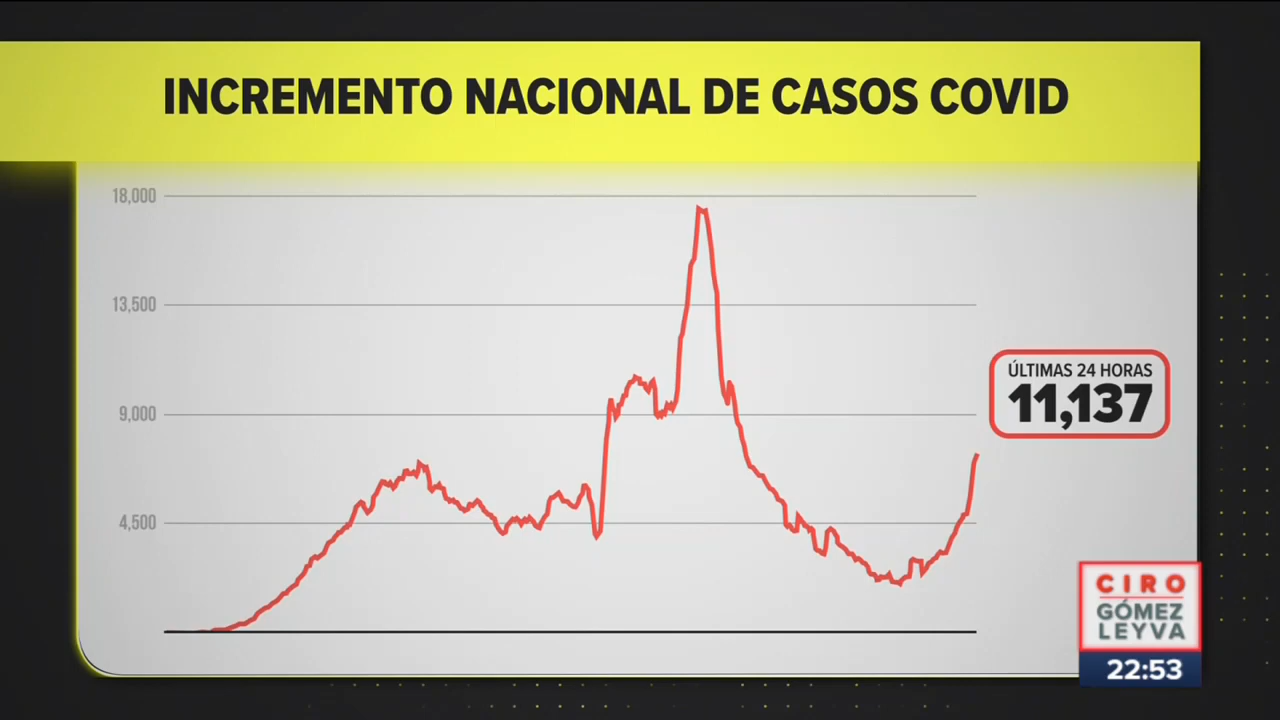 INCREMENTO NACIONAL DE CASOS COVID
18,000
13,500
9,000
4,500
ÚLTIMAS 24 HORAS
11,137
CIRO
GÓMEZ
LEYVA
22:53